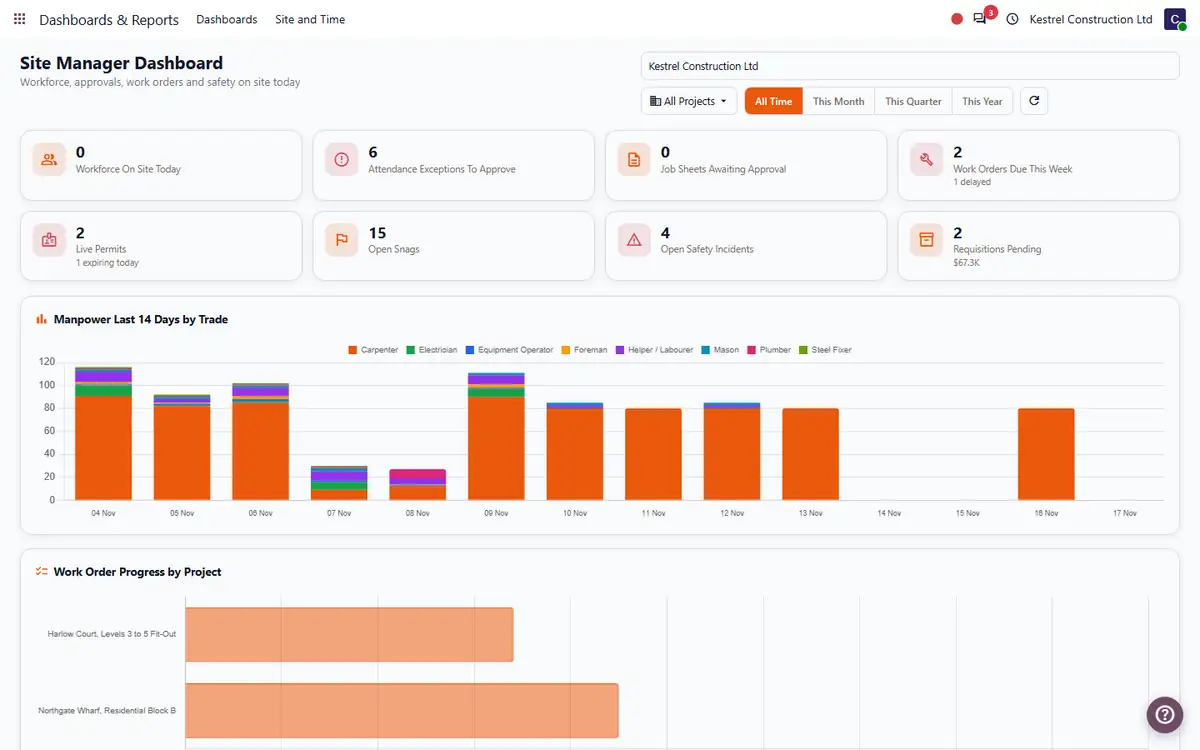 Dashboards & Reports Dashboards Site and Time 3 Kestrel Construction Ltd C
Site Manager Dashboard
Workforce, approvals, work orders and safety on site today
Kestrel Construction Ltd
All Projects All Time This Month This Quarter This Year
0
Workforce On Site Today
6
Attendance Exceptions To Approve
0
Job Sheets Awaiting Approval
2
Work Orders Due This Week
1 delayed
2
Live Permits
1 expiring today
15
Open Snags
4
Open Safety Incidents
2
Requisitions Pending
$67.3K
Manpower Last 14 Days by Trade
Carpenter Electrician Equipment Operator Foreman Helper / Labourer Mason Plumber Steel Fixer
120
100
80
60
40
20
0
04 Nov 05 Nov 06 Nov 07 Nov 08 Nov 09 Nov 10 Nov 11 Nov 12 Nov 13 Nov 14 Nov 15 Nov 16 Nov 17 Nov
Work Order Progress by Project
Harlow Court, Levels 3 to 5 Fit-Out
Northgate Wharf, Residential Block B
?